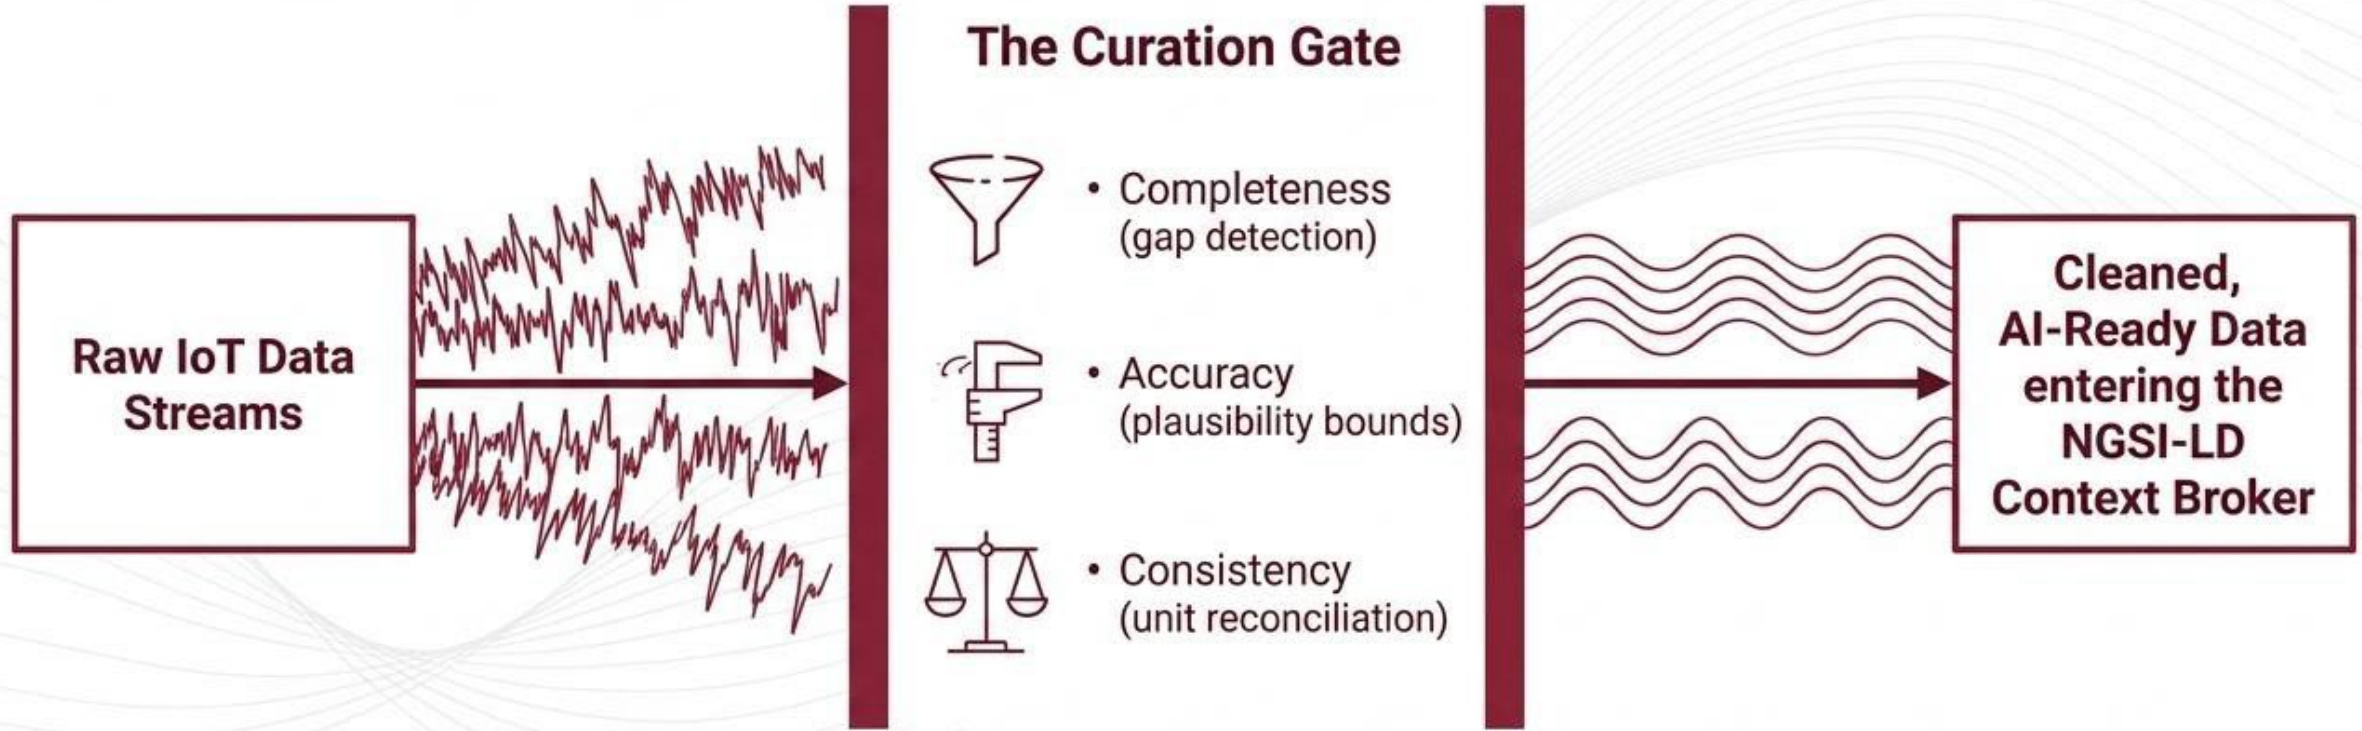 Raw IoT Data
Streams
The Curation Gate
• Completeness
(gap detection)
• Accuracy
(plausibility bounds)
• Consistency
(unit reconciliation)
Cleaned,
AI-Ready Data
entering the
NGSI-LD
Context Broker